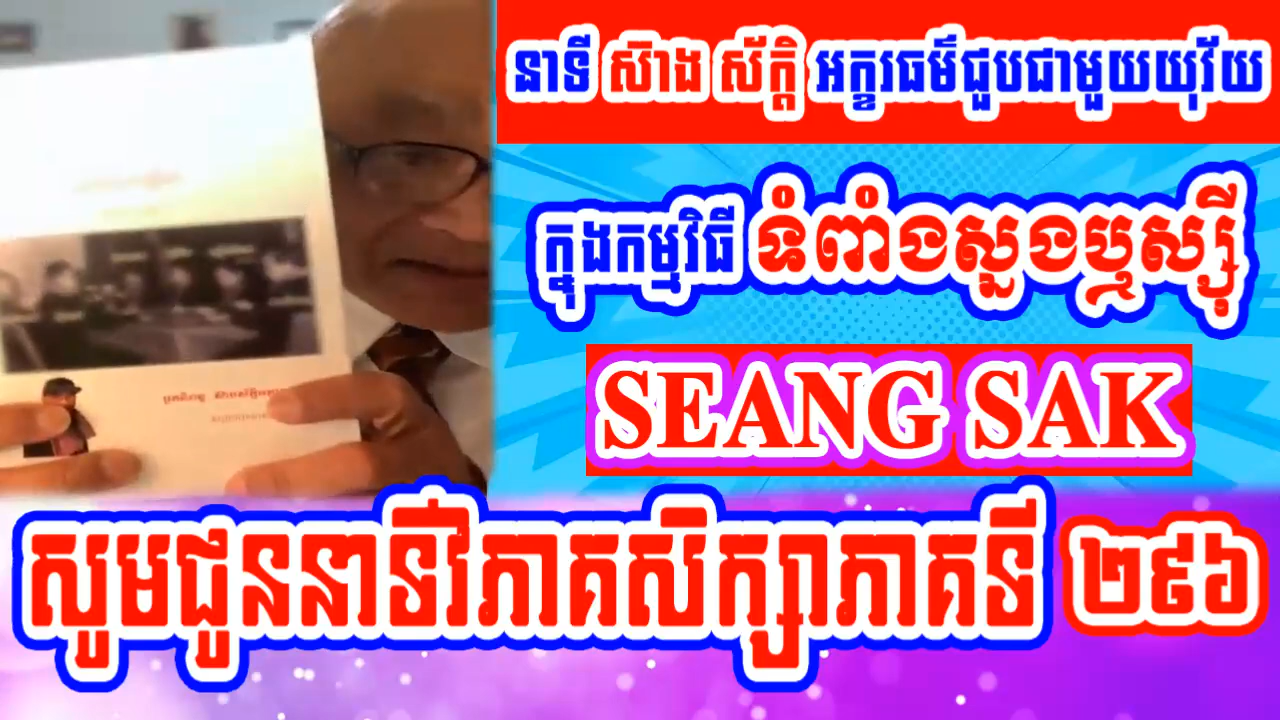 នាទី ស៊ាង ស័ក្ដិ អក្ខរធម៍ជួបជាមួយយុវ័យ
ក្នុងកម្មវិធី ទំពាំងស្នងឬស្ស៊ី
SEANG SAK
សូមជូននាទីវិភាគសិក្សាភាគទី ២៩៦